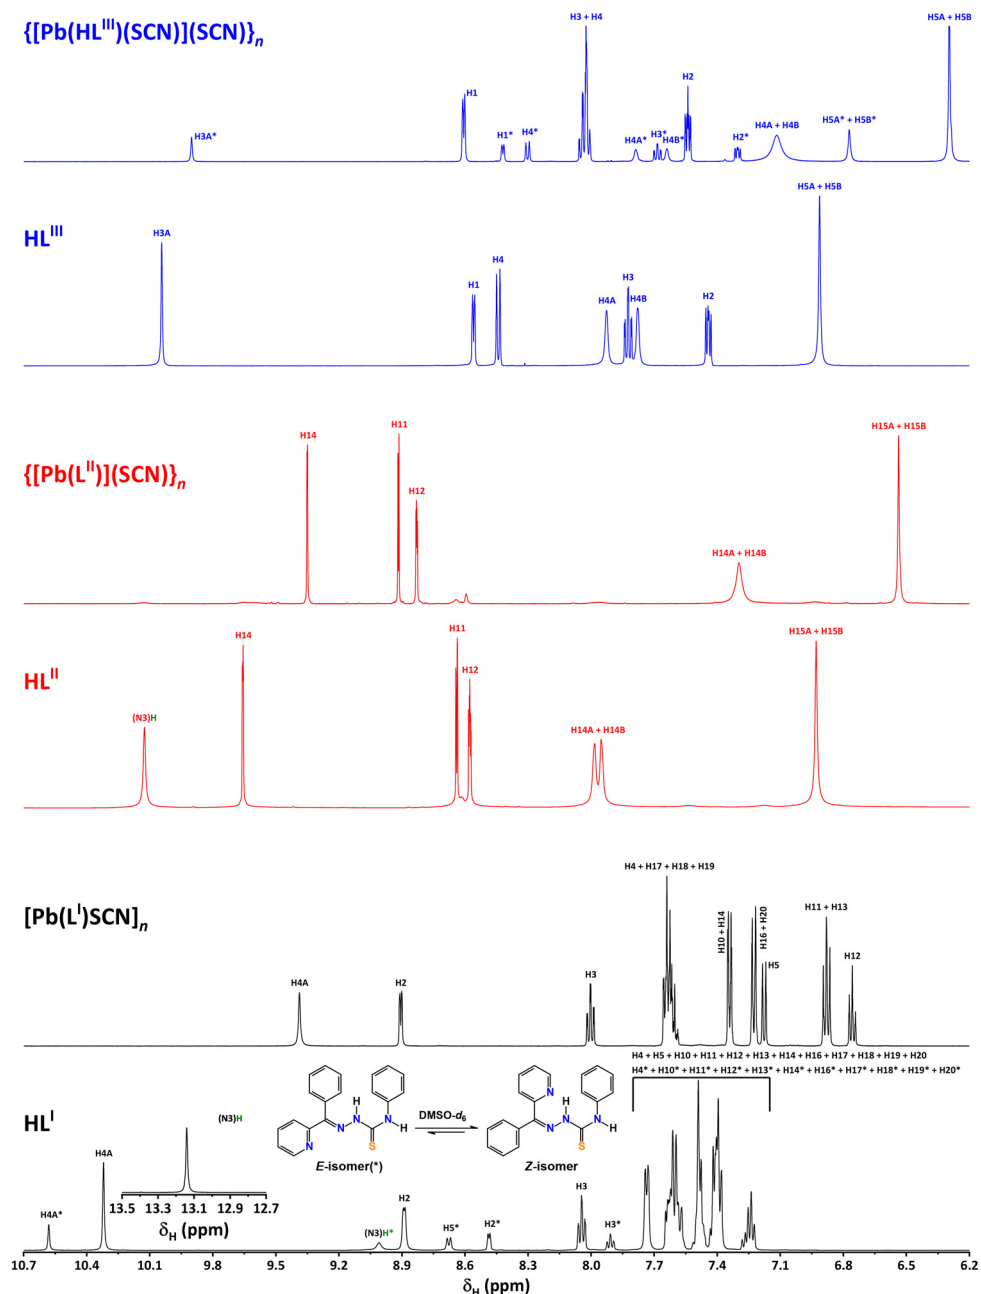 {[Pb(HLᴵᴵᴵ)(SCN)](SCN)}ₙ
H3A*
H1
H1*
H4*
H3 + H4
H4A*
H3*
H4B*
H2
H2*
H4A + H4B
H5A* + H5B*
H5A + H5B
HLᴵᴵᴵ
H3A
H1
H4
H4A
H3
H4B
H2
H5A + H5B
{[Pb(Lᴵᴵ)](SCN)}ₙ
H14
H11
H12
H14A + H14B
H15A + H15B
HLᴵᴵ
(N3)H
H14
H11
H12
H14A + H14B
H15A + H15B
[Pb(Lᴵ)SCN]ₙ
H4A
H2
H3
H4 + H17 + H18 + H19
H10 + H14
H16 + H20
H5
H11 + H13
H12
H4 + H5 + H10 + H11 + H12 + H13 + H14 + H16 + H17 + H18 + H19 + H20
H4* + H10* + H11* + H12* + H13* + H14* + H16* + H17* + H18* + H19* + H20*
HLᴵ
H4A*
H4A
(N3)H
13.5 13.3 13.1 12.9 12.7
δH (ppm)
N
N
H
N
S
N
H
E-isomer(*)
DMSO-d₆
N
N
H
N
S
N
H
Z-isomer
(N3)H*
H2
H5*
H2*
H3
H3*
10.7 10.4 10.1 9.8 9.5 9.2 8.9 8.6 8.3 8.0 7.7 7.4 7.1 6.8 6.5 6.2
δH (ppm)